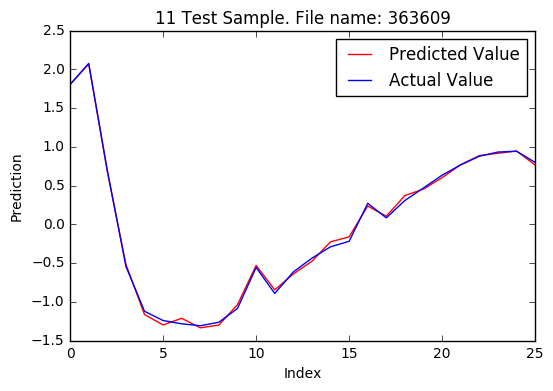 11 Test Sample. File name: 363609
Predicted Value
Actual Value
2.5
2.0
1.5
1.0
0.5
0.0
−0.5
−1.0
−1.5
Prediction
0 5 10 15 20 25
Index